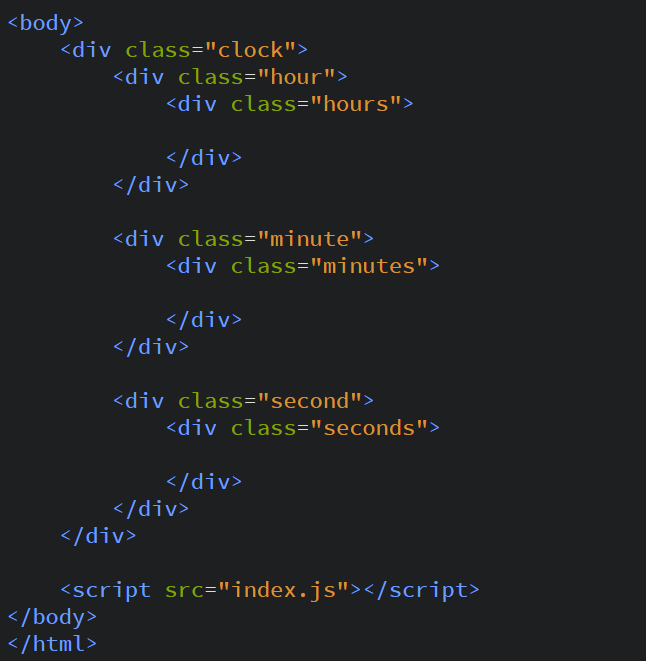 <body>
    <div class="clock">
        <div class="hour">
            <div class="hours">

            </div>
        </div>

        <div class="minute">
            <div class="minutes">

            </div>
        </div>

        <div class="second">
            <div class="seconds">

            </div>
        </div>
    </div>

    <script src="index.js"></script>
</body>
</html>